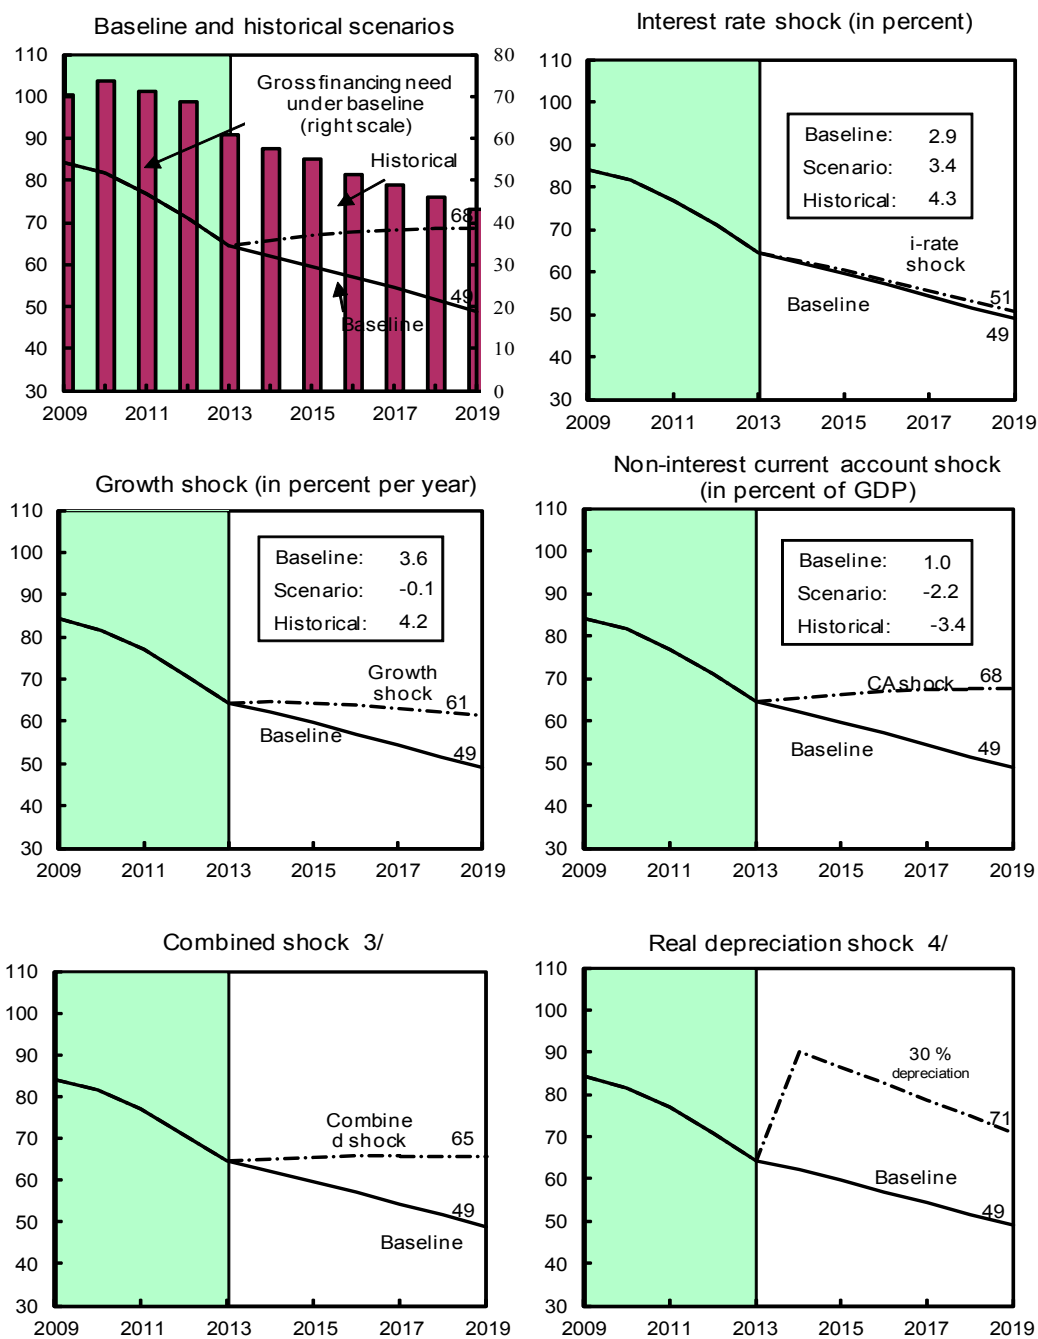 Baseline and historical scenarios
110
100
90
80
70
60
50
40
30
80
70
60
50
40
30
20
10
0
Gross financing need
under baseline
(right scale)
Historical
68
49
Baseline
2009 2011 2013 2015 2017 2019
Interest rate shock (in percent)
110
100
90
80
70
60
50
40
30
Baseline: 2.9
Scenario: 3.4
Historical: 4.3
i-rate
shock
51
Baseline
49
2009 2011 2013 2015 2017 2019
Growth shock (in percent per year)
110
100
90
80
70
60
50
40
30
Baseline: 3.6
Scenario: -0.1
Historical: 4.2
Growth
shock
61
Baseline
49
2009 2011 2013 2015 2017 2019
Non-interest current account shock
(in percent of GDP)
110
100
90
80
70
60
50
40
30
Baseline: 1.0
Scenario: -2.2
Historical: -3.4
CA shock
68
Baseline
49
2009 2011 2013 2015 2017 2019
Combined shock 3/
110
100
90
80
70
60
50
40
30
Combine
d shock
65
49
Baseline
2009 2011 2013 2015 2017 2019
Real depreciation shock 4/
110
100
90
80
70
60
50
40
30
30 %
depreciation
71
Baseline
49
2009 2011 2013 2015 2017 2019